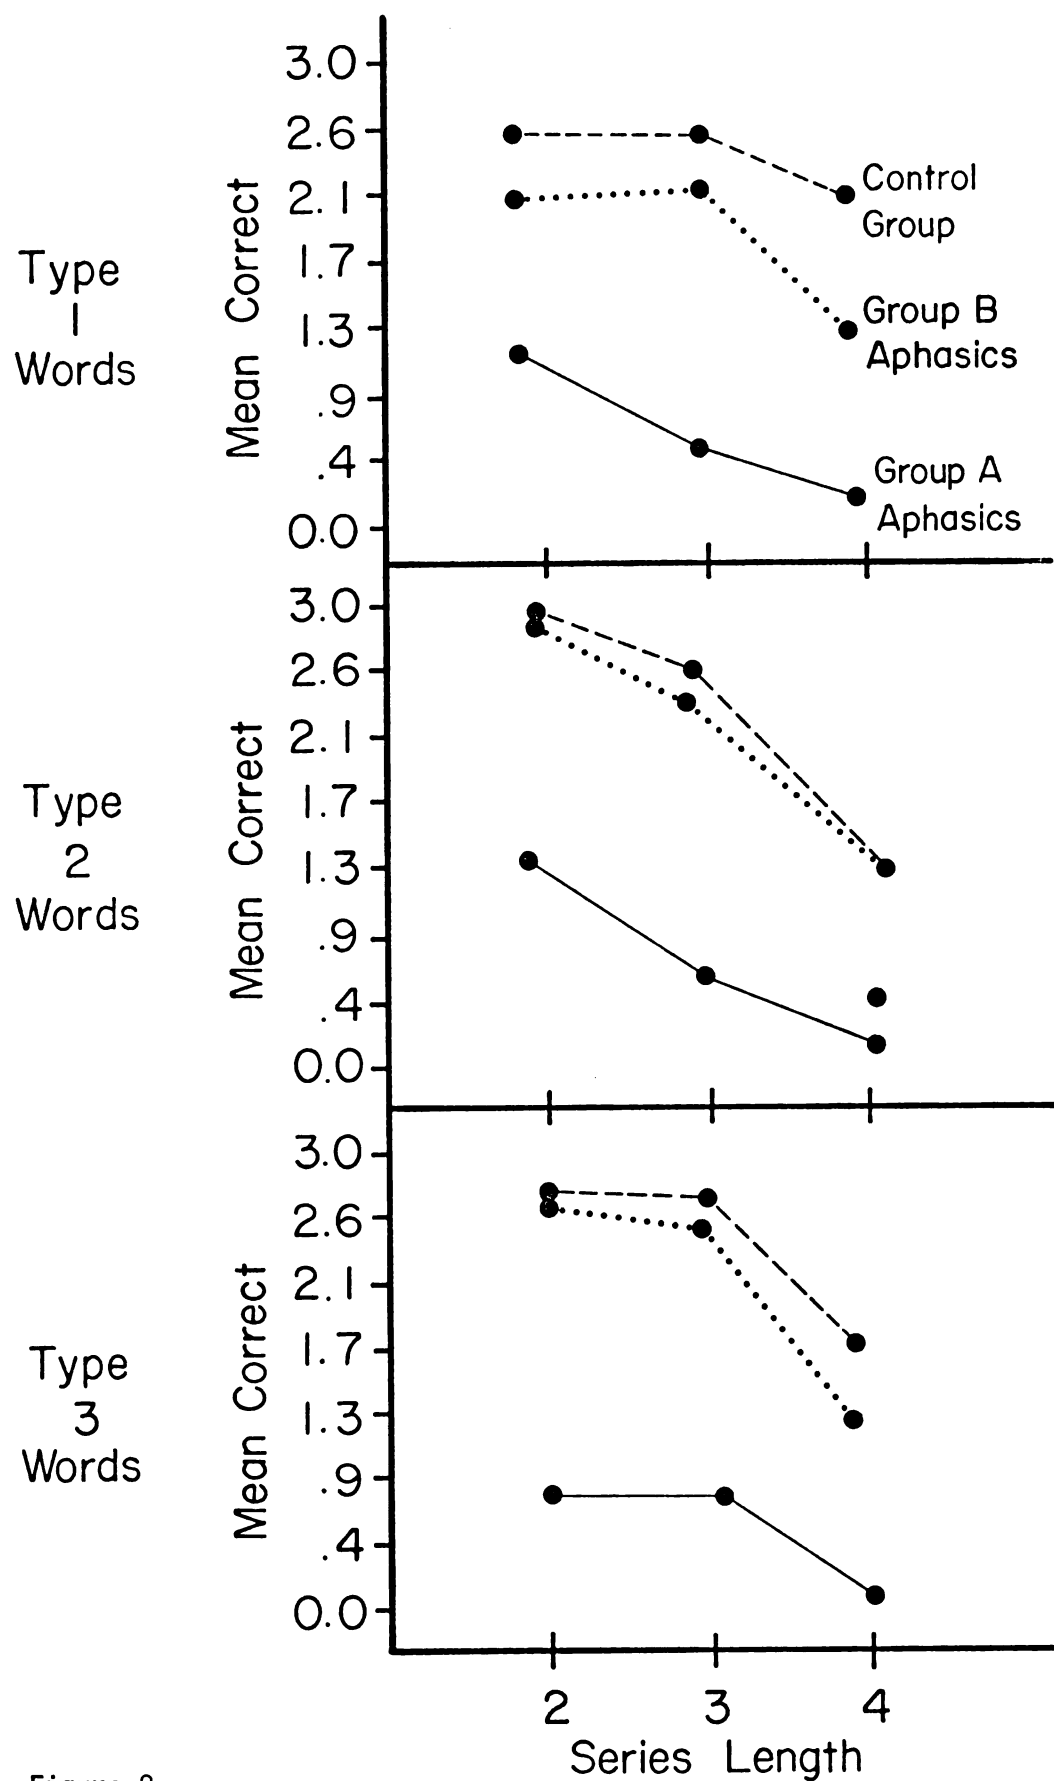 3.0
2.6
2.1
1.7
1.3
.9
.4
0.0
Mean Correct
Type
1
Words
Control
Group
Group B
Aphasics
Group A
Aphasics
3.0
2.6
2.1
1.7
1.3
.9
.4
0.0
Mean Correct
Type
2
Words
3.0
2.6
2.1
1.7
1.3
.9
.4
0.0
Mean Correct
Type
3
Words
2 3 4
Series Length